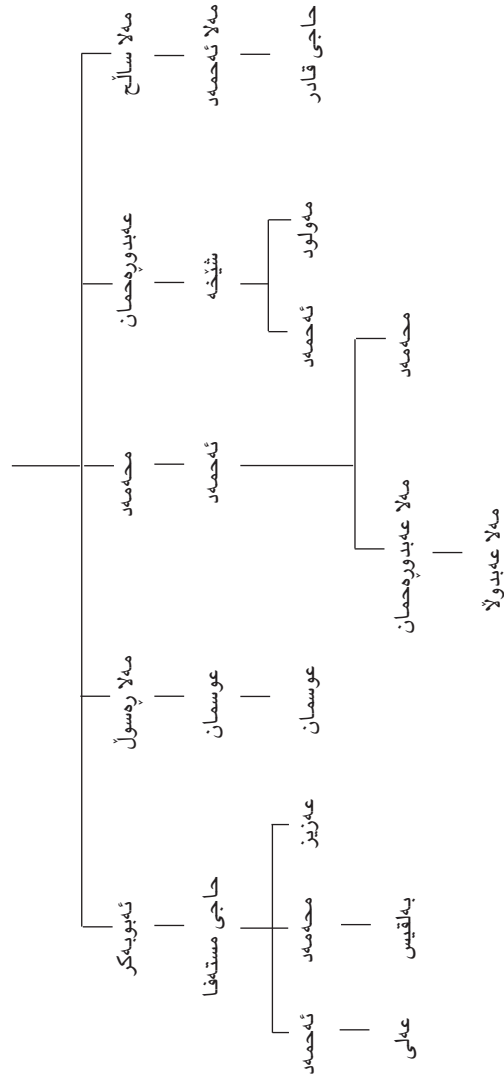 مەلا ساڵح
عەبدوڕەحمان
محەمەد
مەلا ڕەسوڵ
ئەبوبەکر
مەلا ئەحمەد
شێخە
ئەحمەد
عوسمان
حاجی مستەفا
حاجی قادر
مەولود
ئەحمەد
عوسمان
عەزیز
محەمەد
ئەحمەد
محەمەد
مەلا عەبدوڕەحمان
بەلقیس
عەلی
مەلا عەبدوڵا